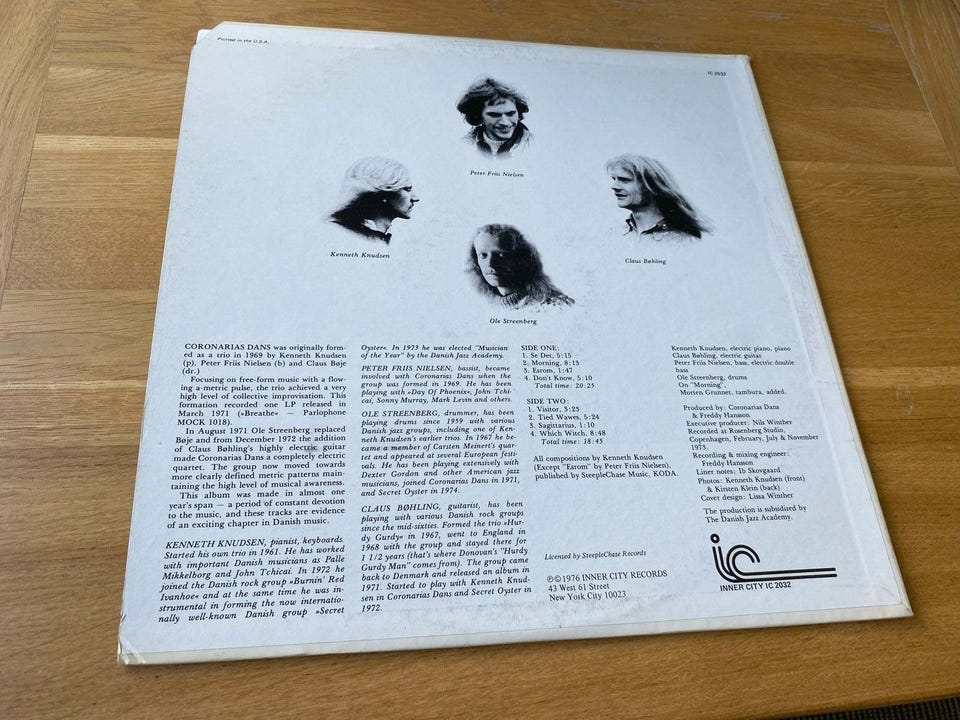 Printed in the U.S.A.
IC 2032
Peter Friis Nielsen
Kenneth Knudsen
Claus Bøhling
Ole Streenberg
CORONARIAS DANS was originally form-
ed as a trio in 1969 by Kenneth Knudsen
(p). Peter Friis Nielsen (b) and Claus Bøje
(dr.)
Focusing on free-form music with a flow-
ing a-metric pulse, the trio achieved a very
high level of collective improvisation. This
formation recorded one LP released in
March 1971 (»Breathe« — Parlophone
MOCK 1018).
In August 1971 Ole Streenberg replaced
Bøje and from December 1972 the addition
of Claus Bøhling's highly electric guitar
made Coronarias Dans a completely electric
quartet. The group now moved towards
more clearly defined metric patterns main-
taining the high level of musical awareness.
This album was made in almost one
year's span — a period of constant devotion
to the music, and these tracks are evidence
of an exciting chapter in Danish music.
KENNETH KNUDSEN, pianist, keyboards.
Started his own trio in 1961. He has worked
with important Danish musicians as Palle
Mikkelborg and John Tchicai. In 1972 he
joined the Danish rock group »Burnin' Red
Ivanhoe« and at the same time he was in-
strumental in forming the now internatio-
nally well-known Danish group »Secret
Oyster«. In 1973 he was elected "Musician
of the Year" by the Danish Jazz Academy.
PETER FRIIS NIELSEN, bassist, became
involved with Coronarias Dans when the
group was formed in 1969. He has been
playing with »Day Of Phoenix«, John Tchi-
cai, Sonny Murray, Mark Levin and others.
OLE STREENBERG, drummer, has been
playing drums since 1959 with various
Danish jazz groups, including one of Ken-
neth Knudsen's earlier trios. In 1967 he be-
came a member of Carsten Meinert's quar-
tet and appeared at several European festi-
vals. He has been playing extensively with
Dexter Gordon and other American jazz
musicians, joined Coronarias Dans in 1971,
and Secret Oyster in 1974.
CLAUS BØHLING, guitarist, has been
playing with various Danish rock groups
since the mid-sixties. Formed the trio »Hur-
dy Gurdy« in 1967, went to England in
1968 with the group and stayed there for
1 1/2 years (that's where Donovan's "Hurdy
Gurdy Man" comes from). The group came
back to Denmark and released an album in
1971. Started to play with Kenneth Knud-
sen in Coronarias Dans and Secret Oyster in
1972.
SIDE ONE:
1. Se Det, 5:15
2. Morning, 8:13
3. Esrom, 1:47
4. Don't Know, 5:10
Total time: 20:25
SIDE TWO:
1. Visitor, 3:23
2. Tied Wawes, 5:24
3. Sagittarius, 1:10
4. Which Witch, 8:48
Total time: 18:45
All compositions by Kenneth Knudsen
(Except "Esrom" by Peter Friis Nielsen),
published by SteepleChase Music, KODA.
Licensed by SteepleChase Records
℗© 1976 INNER CITY RECORDS
43 West 61 Street
New York City 10023
Kenneth Knudsen, electric piano, piano
Claus Bøhling, electric guitar
Peter Friis Nielsen, bass, electric double
bass
Ole Streenberg, drums
On "Morning",
Morten Grunnet, tambura, added.
Produced by: Coronarias Dans
& Freddy Hansson
Executive producer: Nils Winther
Recorded at Rosenberg Studio,
Copenhagen, February, July & November
1973.
Recording & mixing engineer:
Freddy Hansson
Liner notes: Ib Skovgaard
Photos: Kenneth Knudsen (front)
& Kirsten Klein (back)
Cover design: Lissa Winther
The production is subsidized by
The Danish Jazz Academy.
ic
INNER CITY IC 2032